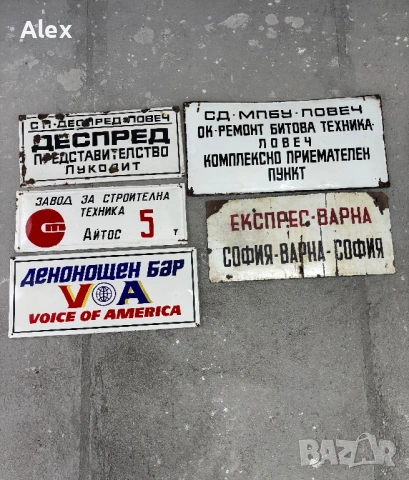 Alex
СП·ДЕСПРЕД·ЛОВЕЧ
ДЕСПРЕД
ПРЕДСТАВИТЕЛСТВО
ЛУКОВИТ
СД·МПБУ·ЛОВЕЧ
ОК·РЕМОНТ БИТОВА ТЕХНИКА·
ЛОВЕЧ
КОМПЛЕКСНО ПРИЕМАТЕЛЕН
ПУНКТ
ЗАВОД ЗА СТРОИТЕЛНА
ТЕХНИКА
Айтос 5 т
ЕКСПРЕС·ВАРНА
СОФИЯ-ВАРНА-СОФИЯ
ДЕНОНОЩЕН БАР
VOA
VOICE OF AMERICA
BAZAR